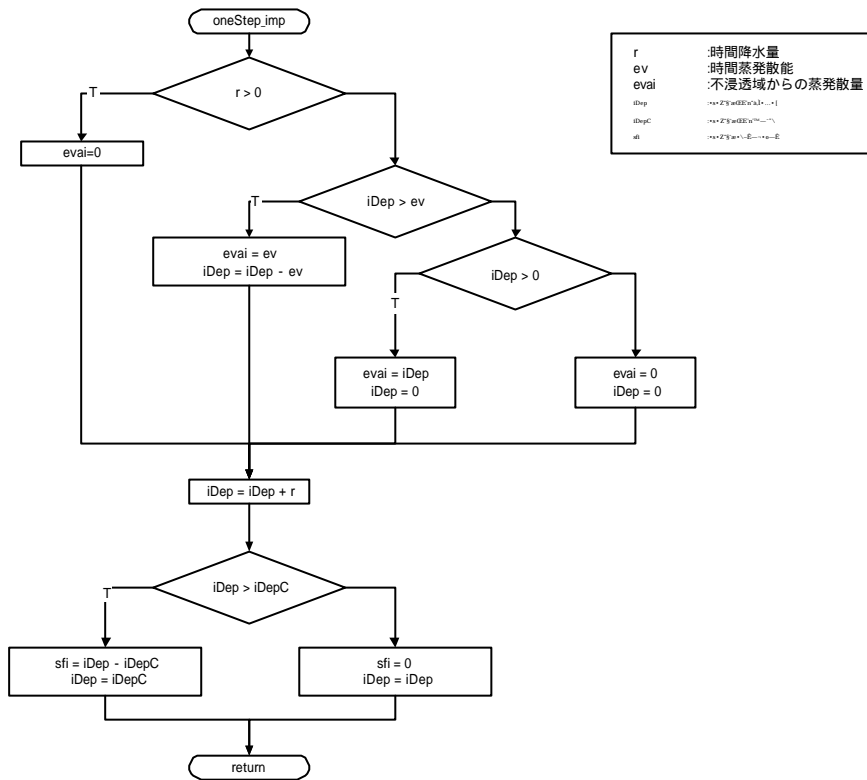 oneStep_imp
r > 0
T
evai=0
iDep > ev
T
evai = ev
iDep = iDep - ev
iDep > 0
T
evai = iDep
iDep = 0
evai = 0
iDep = 0
iDep = iDep + r
iDep > iDepC
T
sfi = iDep - iDepC
iDep = iDepC
sfi = 0
iDep = iDep
return
r :時間降水量
ev :時間蒸発散能
evai :不浸透域からの蒸発散量
iDep
iDepC
sfi